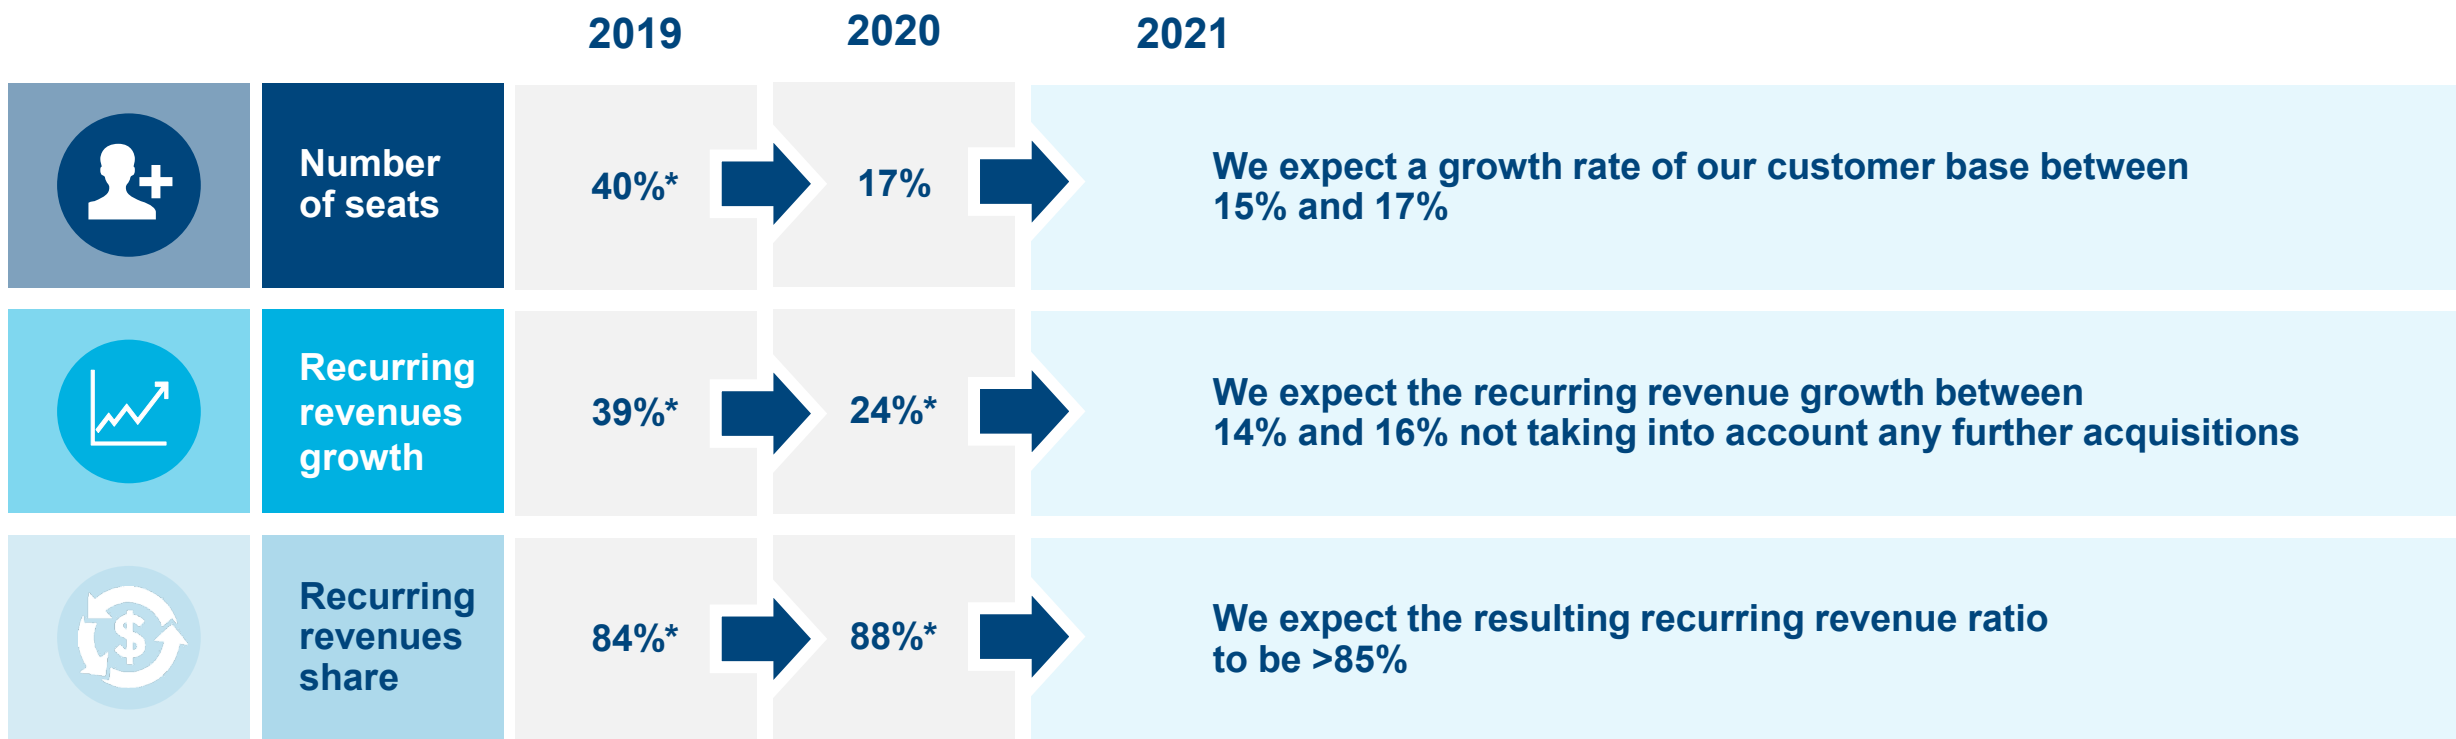 2019 2020 2021
Number
of seats
40%* 17%
We expect a growth rate of our customer base between
15% and 17%
Recurring
revenues
growth
39%* 24%*
We expect the recurring revenue growth between
14% and 16% not taking into account any further acquisitions
$
Recurring
revenues
share
84%* 88%*
We expect the resulting recurring revenue ratio
to be >85%